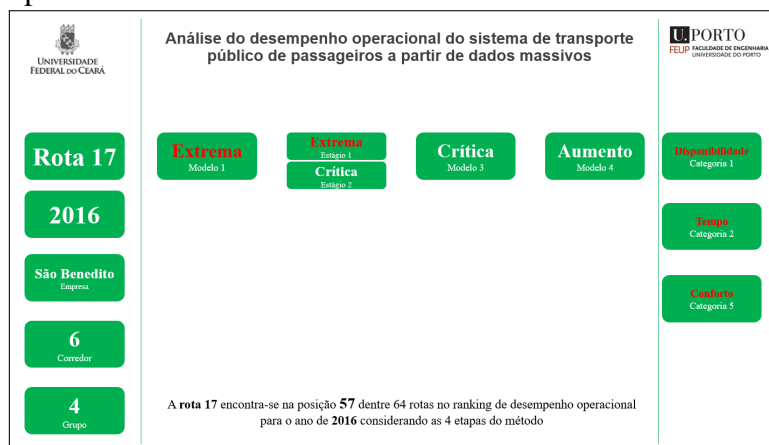 UNIVERSIDADE
FEDERAL DO CEARÁ
Análise do desempenho operacional do sistema de transporte
público de passageiros a partir de dados massivos
U. PORTO
FEUP FACULDADE DE ENGENHARIA
UNIVERSIDADE DO PORTO
Rota 17
2016
São Benedito
Empresa
6
Corredor
4
Grupo
Extrema
Modelo 1
Extrema
Estágio 1
Crítica
Estágio 2
Crítica
Modelo 3
Aumento
Modelo 4
Disponibilidade
Categoria 1
Tempo
Categoria 2
Conforto
Categoria 5
A rota 17 encontra-se na posição 57 dentre 64 rotas no ranking de desempenho operacional
para o ano de 2016 considerando as 4 etapas do método